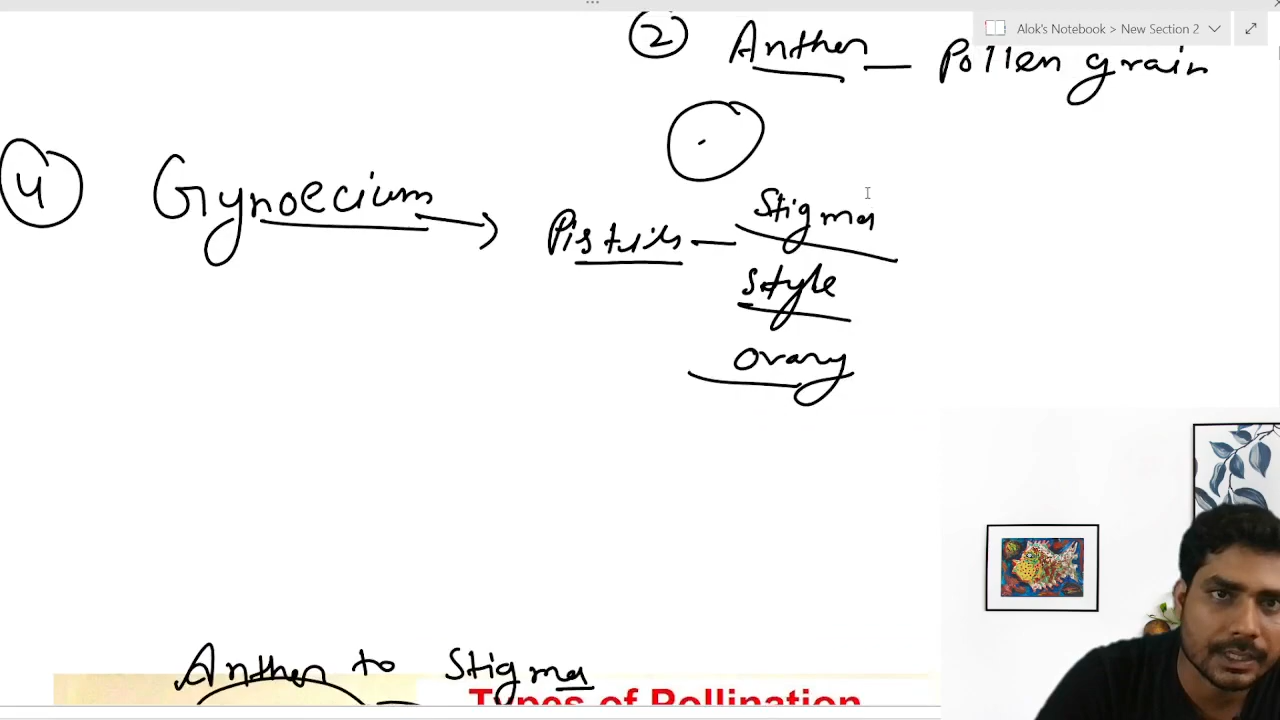 Alok's Notebook > New Section 2
② Anther — Pollen grain
④ Gynoecium → Pistils — Stigma
Style
Ovary
Anther to Stigma
Types of Pollination